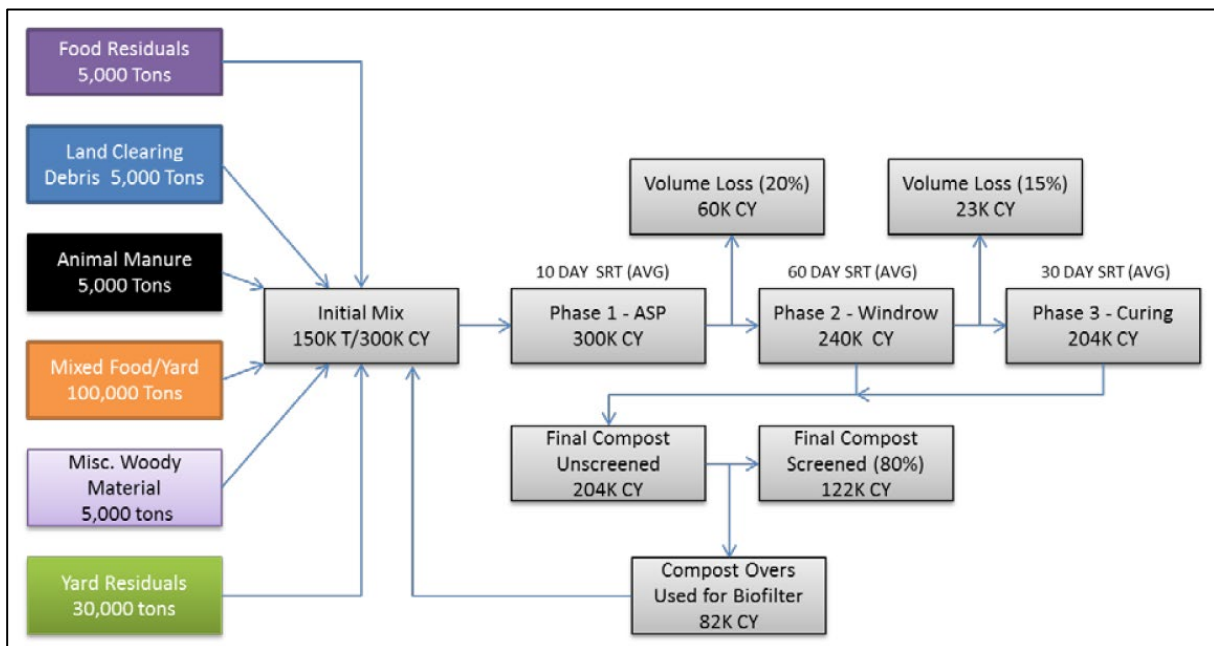 Food Residuals
5,000 Tons
Land Clearing
Debris 5,000 Tons
Animal Manure
5,000 Tons
Mixed Food/Yard
100,000 Tons
Misc. Woody
Material
5,000 tons
Yard Residuals
30,000 tons
Initial Mix
150K T/300K CY
Volume Loss (20%)
60K CY
Volume Loss (15%)
23K CY
10 DAY SRT (AVG)
Phase 1 - ASP
300K CY
60 DAY SRT (AVG)
Phase 2 - Windrow
240K CY
30 DAY SRT (AVG)
Phase 3 - Curing
204K CY
Final Compost
Unscreened
204K CY
Final Compost
Screened (80%)
122K CY
Compost Overs
Used for Biofilter
82K CY